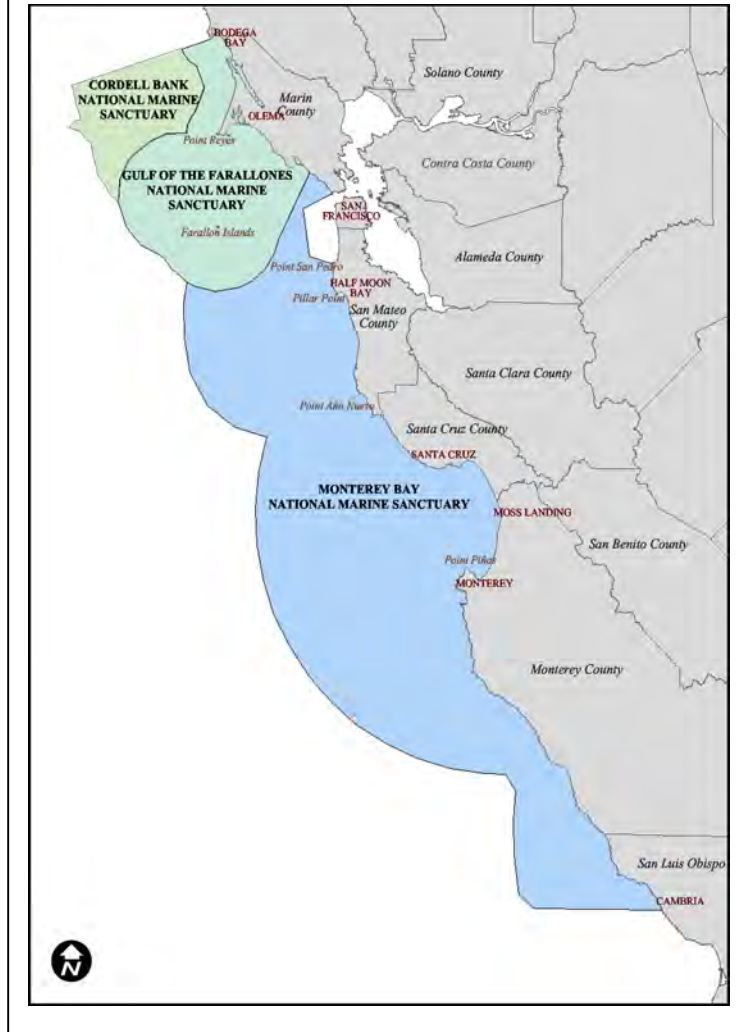 BODEGA
BAY
Solano County
CORDELL BANK
NATIONAL MARINE
SANCTUARY
Marin
County
OLEMA
Point Reyes
Contra Costa County
GULF OF THE FARALLONES
NATIONAL MARINE
SANCTUARY
SAN
FRANCISCO
Farallon Islands
Alameda County
Point San Pedro
HALF MOON
BAY
Pillar Point
San Mateo
County
Santa Clara County
Point Año Nuevo
Santa Cruz County
SANTA CRUZ
MONTEREY BAY
NATIONAL MARINE SANCTUARY
MOSS LANDING
San Benito County
Point Piños
MONTEREY
Monterey County
San Luis Obispo
CAMBRIA
N